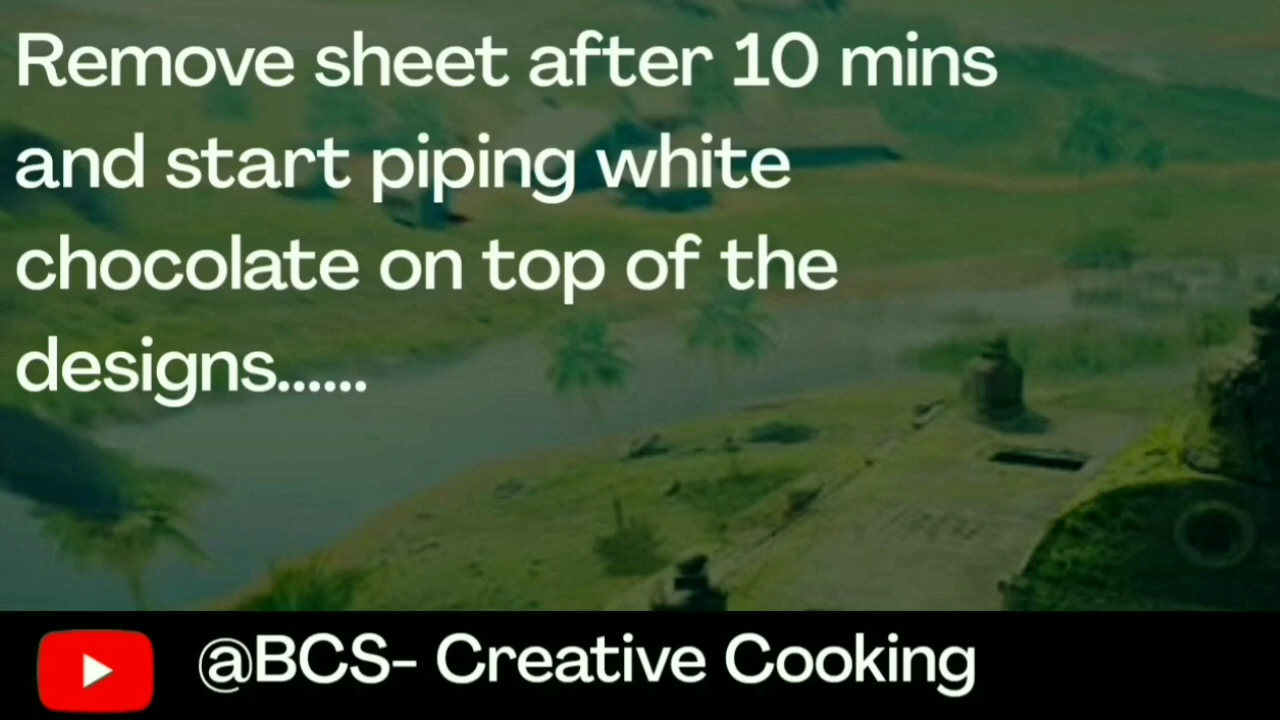 Remove sheet after 10 mins
and start piping white
chocolate on top of the
designs......
@BCS- Creative Cooking